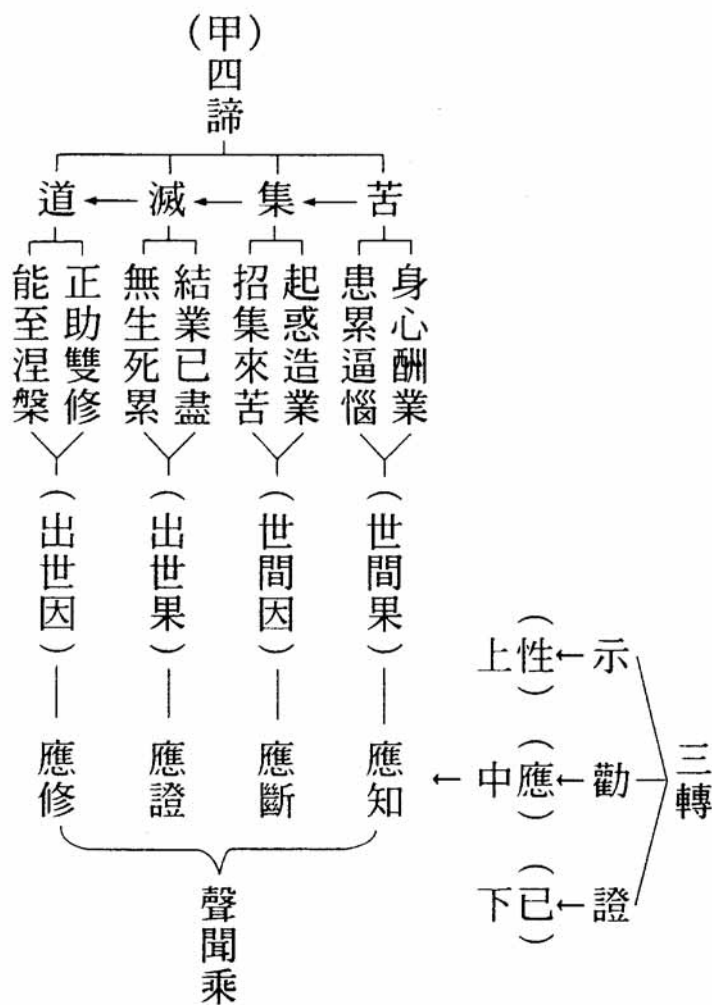 (甲)四諦
苦
集
滅
道
身心酬業
患累逼惱
起惑造業
招集來苦
結業已盡
無生死累
正助雙修
能至涅槃
(世間果)
(世間因)
(出世果)
(出世因)
應知
應斷
應證
應修
聲聞乘
三轉
示
(性)
上
勸
(應)
中
證
(已)
下